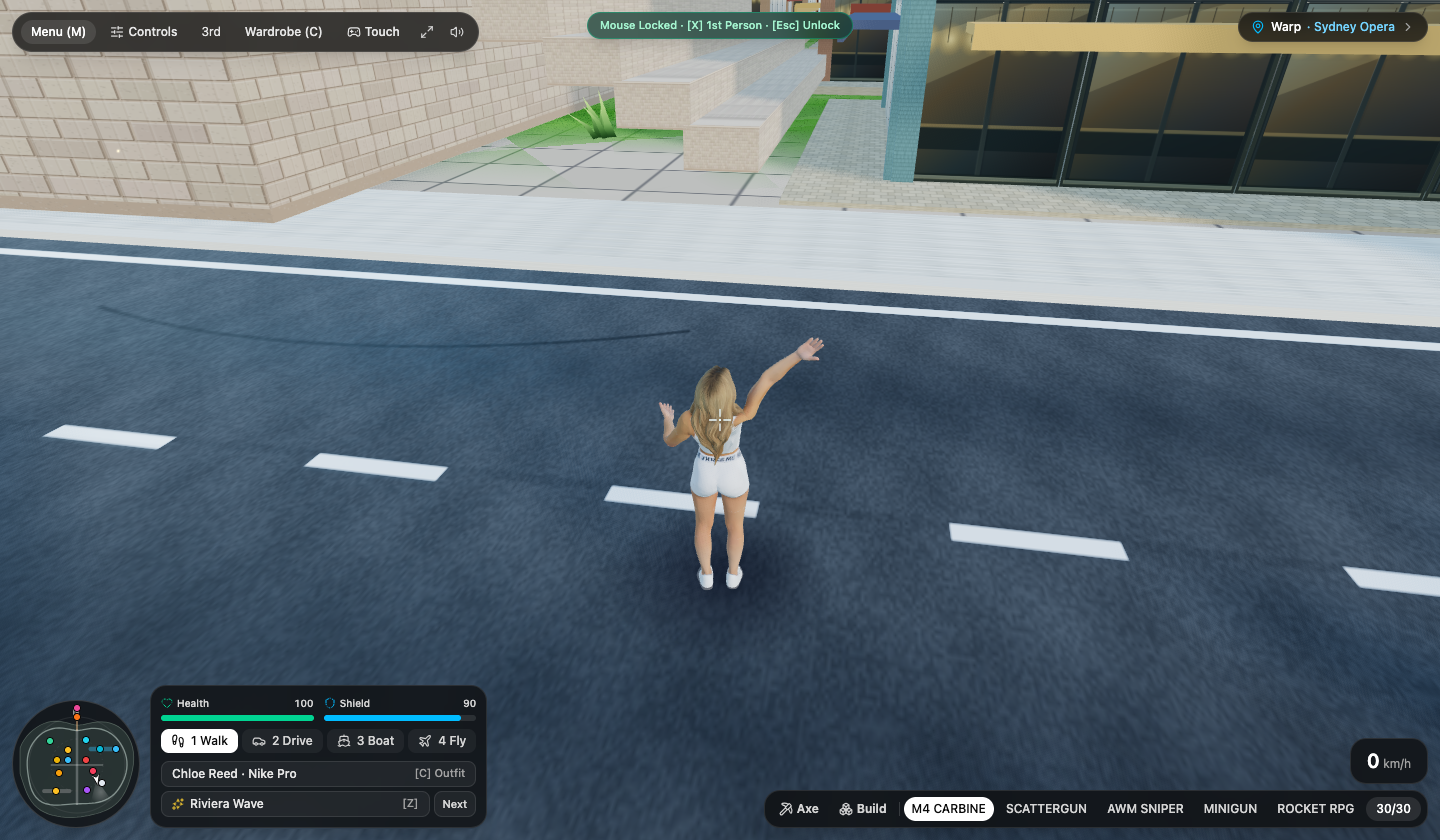 Menu (M) Controls 3rd Wardrobe (C) Touch
Mouse Locked · [X] 1st Person · [Esc] Unlock
Warp · Sydney Opera
Health 100 Shield 90
1 Walk 2 Drive 3 Boat 4 Fly
Chloe Reed · Nike Pro [C] Outfit
Riviera Wave [Z] Next
0 km/h
Axe Build M4 CARBINE SCATTERGUN AWM SNIPER MINIGUN ROCKET RPG 30/30